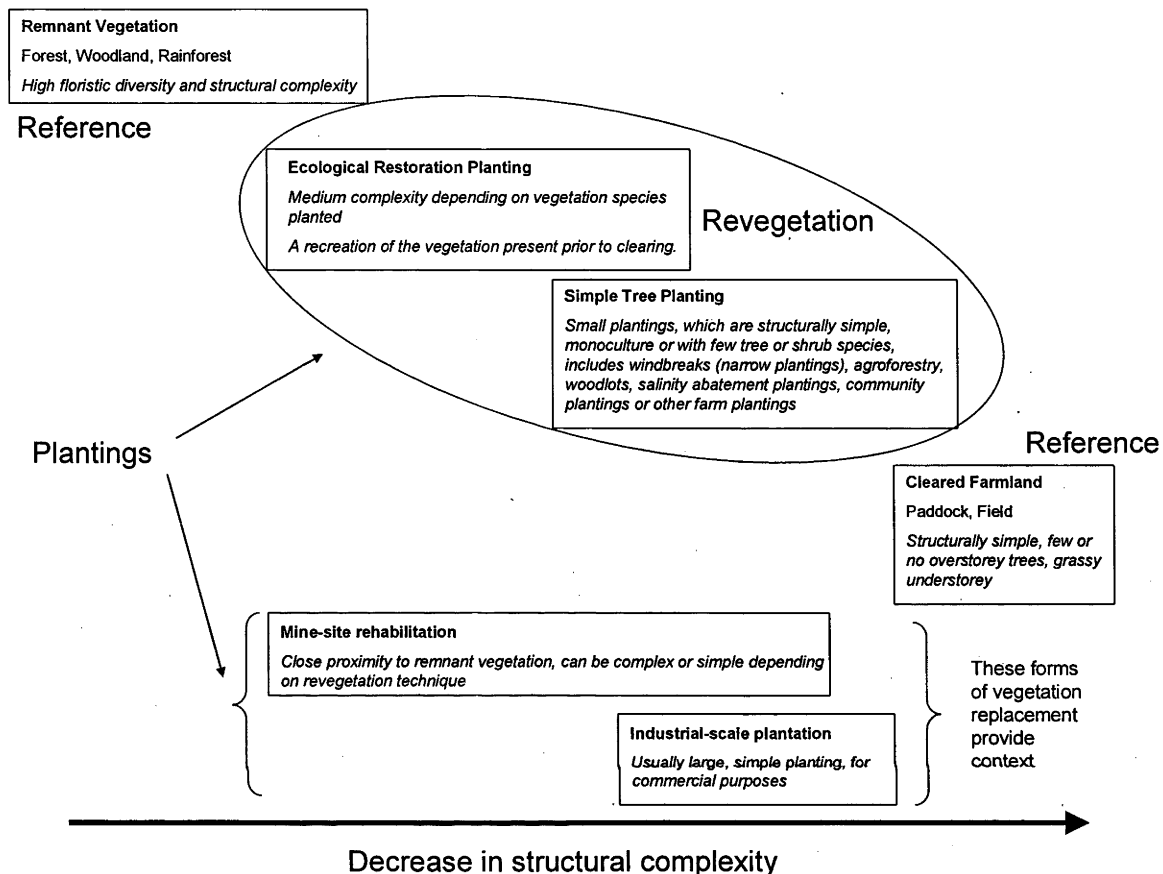 Remnant Vegetation
Forest, Woodland, Rainforest
High floristic diversity and structural complexity
Reference
Ecological Restoration Planting
Medium complexity depending on vegetation species
planted
A recreation of the vegetation present prior to clearing.
Revegetation
Simple Tree Planting
Small plantings, which are structurally simple,
monoculture or with few tree or shrub species,
includes windbreaks (narrow plantings), agroforestry,
woodlots, salinity abatement plantings, community
plantings or other farm plantings
Plantings
Reference
Cleared Farmland
Paddock, Field
Structurally simple, few or
no overstorey trees, grassy
understorey
Mine-site rehabilitation
Close proximity to remnant vegetation, can be complex or simple depending
on revegetation technique
Industrial-scale plantation
Usually large, simple planting, for
commercial purposes
These forms
of vegetation
replacement
provide
context
Decrease in structural complexity